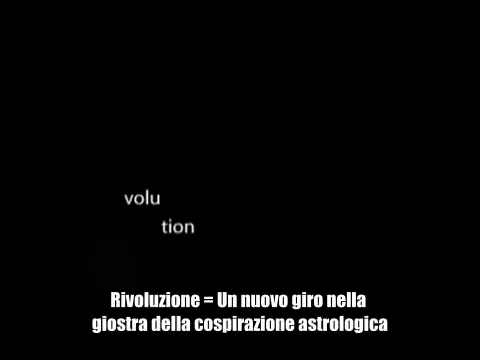 volu
tion
Rivoluzione = Un nuovo giro nella
giostra della cospirazione astrologica